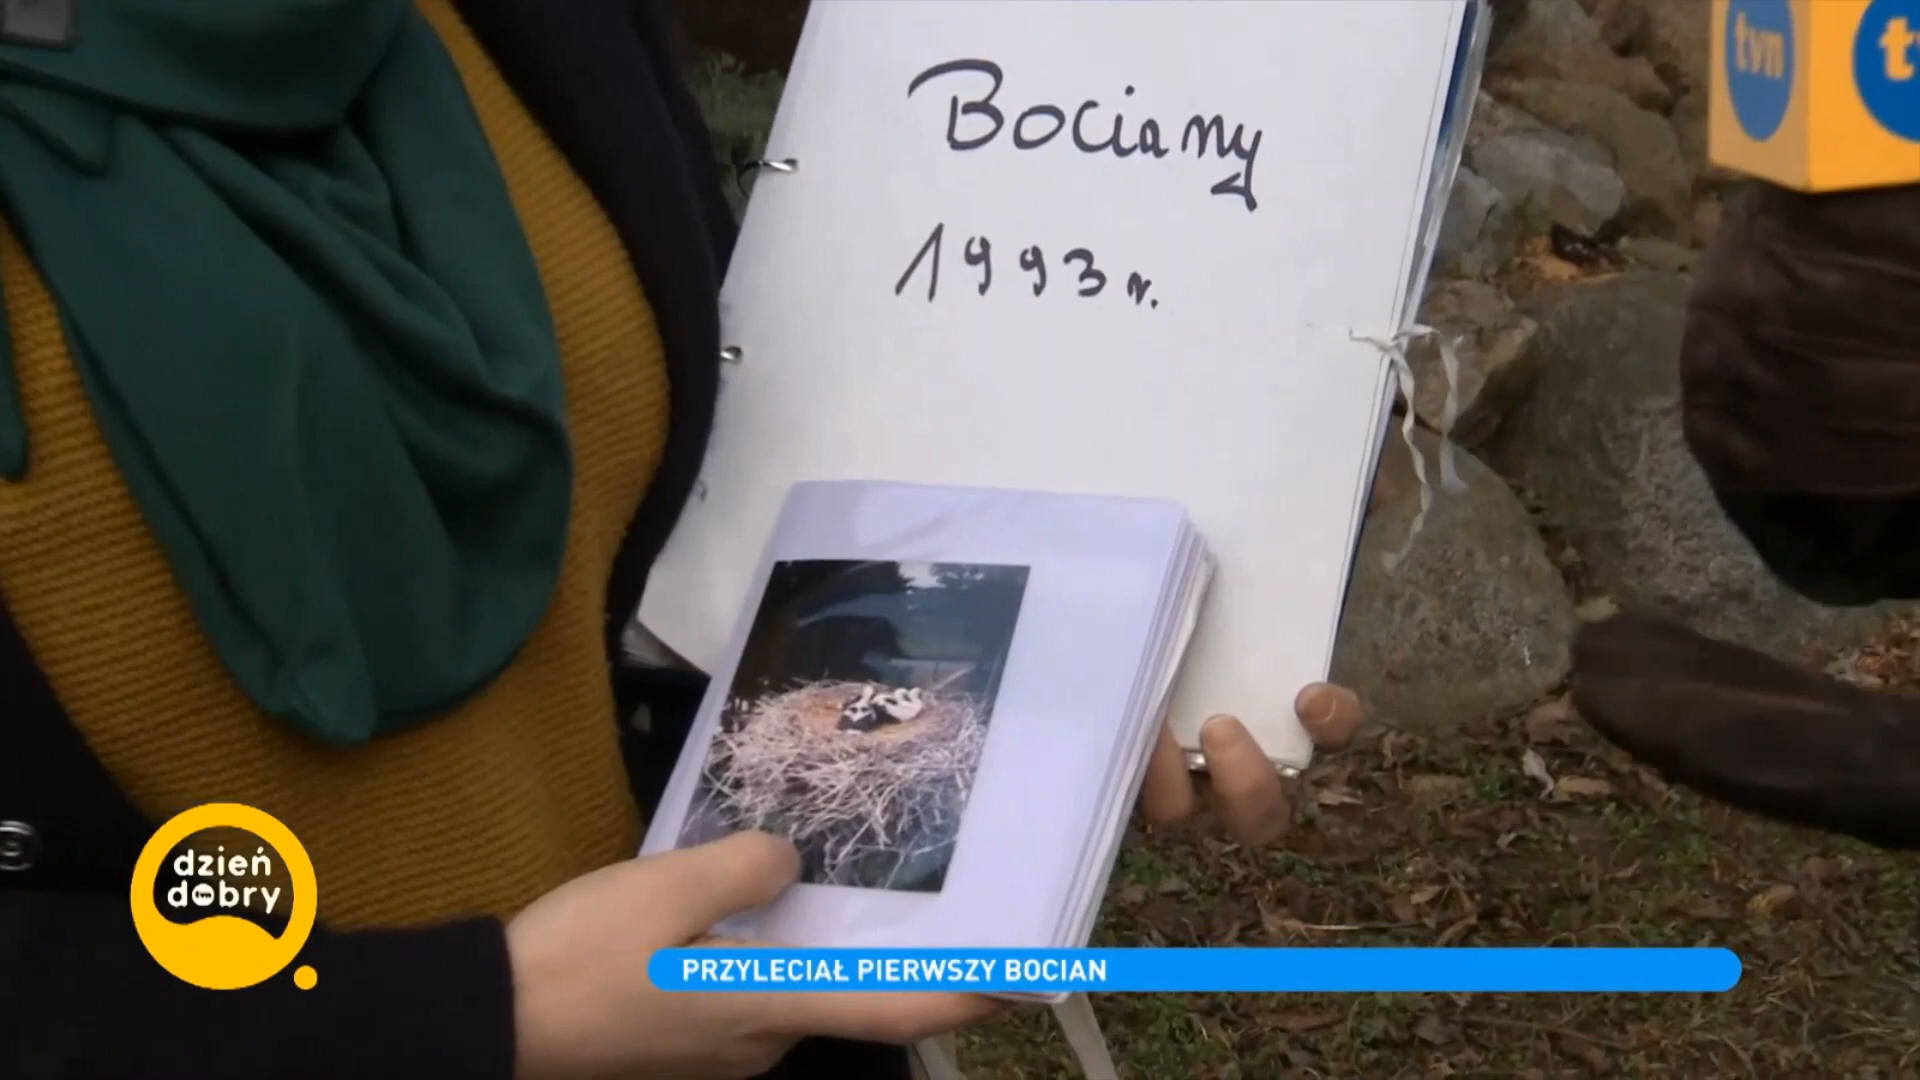 Bociany
1993 r.
tvn
t
dzień
dobry
PRZYLECIAŁ PIERWSZY BOCIAN